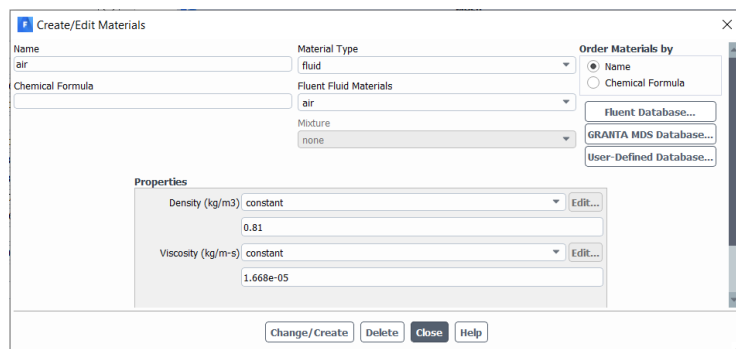 Create/Edit Materials
Name
Material Type
Order Materials by
air
fluid
Name
Chemical Formula
Chemical Formula
Fluent Fluid Materials
air
Fluent Database...
Mixture
none
GRANTA MDS Database...
User-Defined Database...
Properties
Density (kg/m3) constant Edit...
0.81
Viscosity (kg/m-s) constant Edit...
1.668e-05
Change/Create Delete Close Help